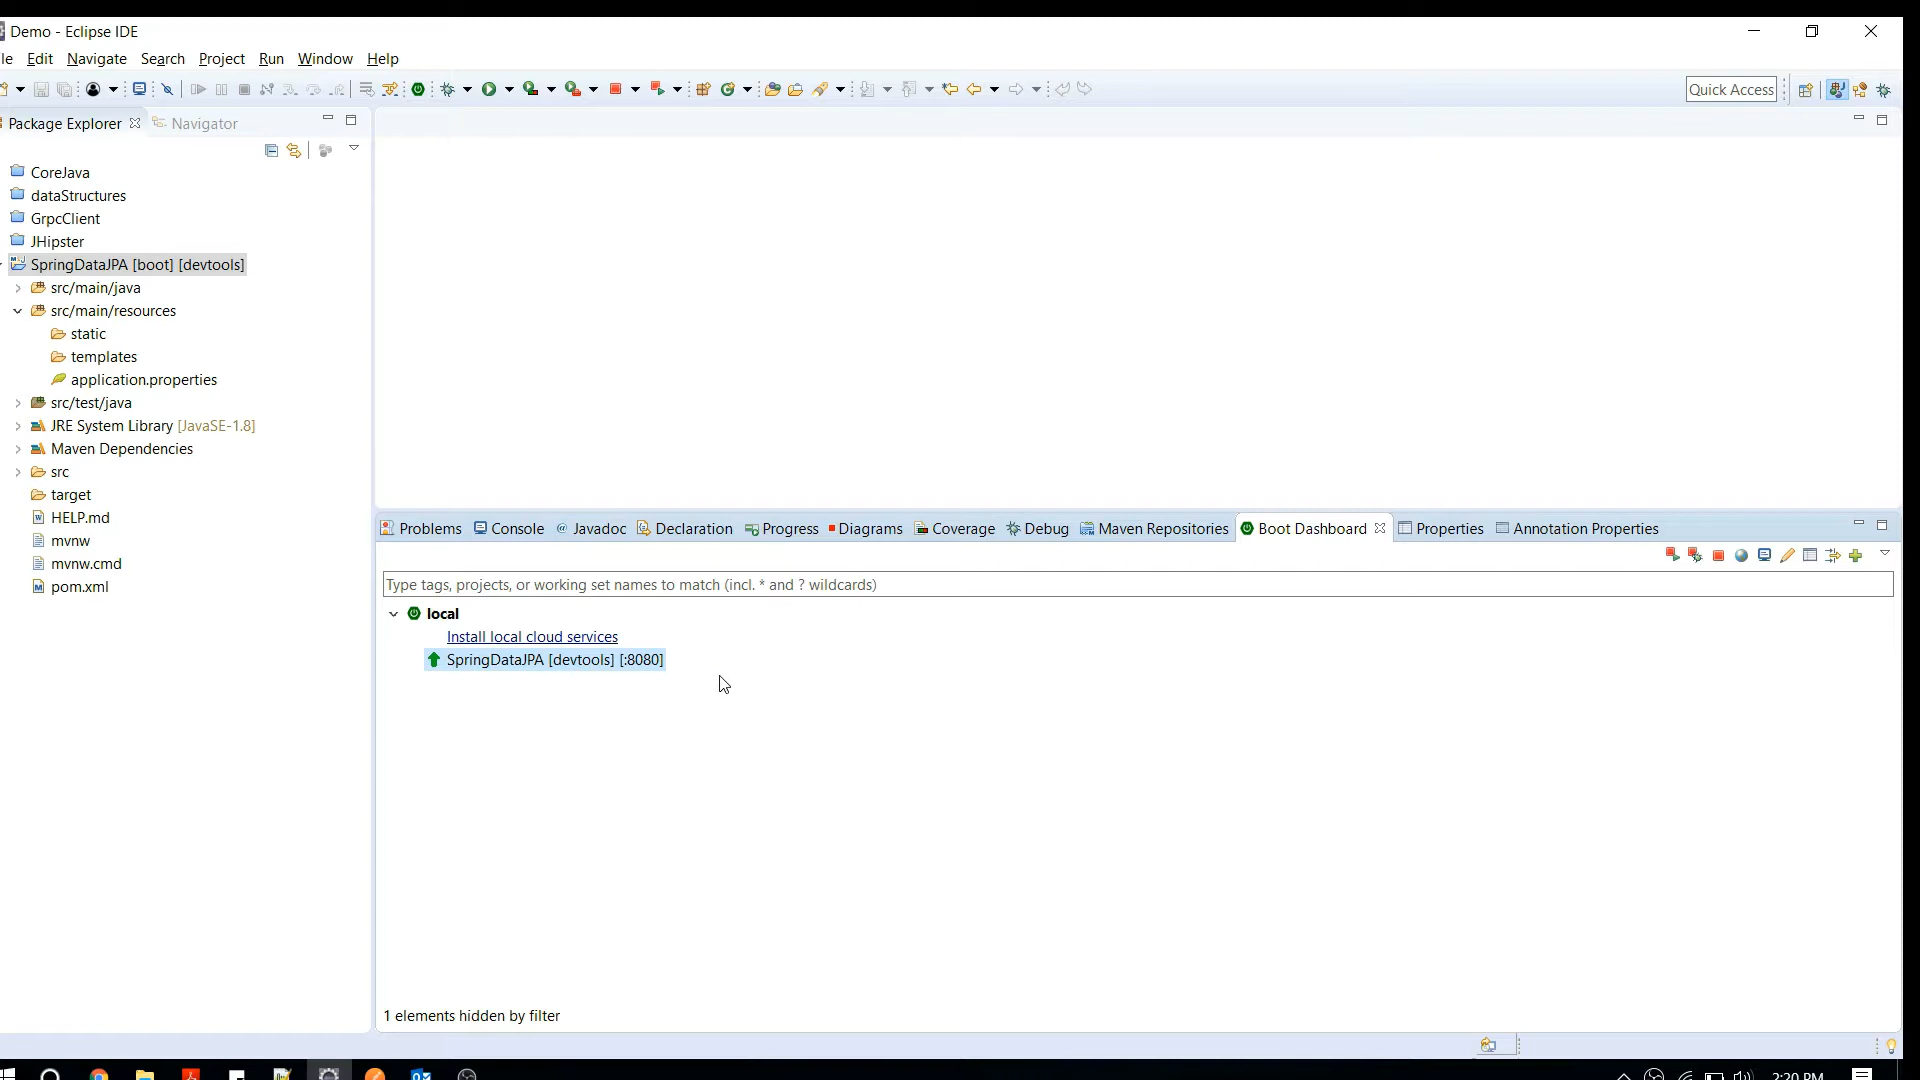 Demo - Eclipse IDE
le Edit Navigate Search Project Run Window Help
Quick Access
Package Explorer Navigator
CoreJava
dataStructures
GrpcClient
JHipster
SpringDataJPA [boot] [devtools]
src/main/java
src/main/resources
static
templates
application.properties
src/test/java
JRE System Library [JavaSE-1.8]
Maven Dependencies
src
target
HELP.md
mvnw
mvnw.cmd
pom.xml
Problems Console Javadoc Declaration Progress Diagrams Coverage Debug Maven Repositories Boot Dashboard Properties Annotation Properties
Type tags, projects, or working set names to match (incl. * and ? wildcards)
local
Install local cloud services
SpringDataJPA [devtools] [:8080]
1 elements hidden by filter
2:20 PM